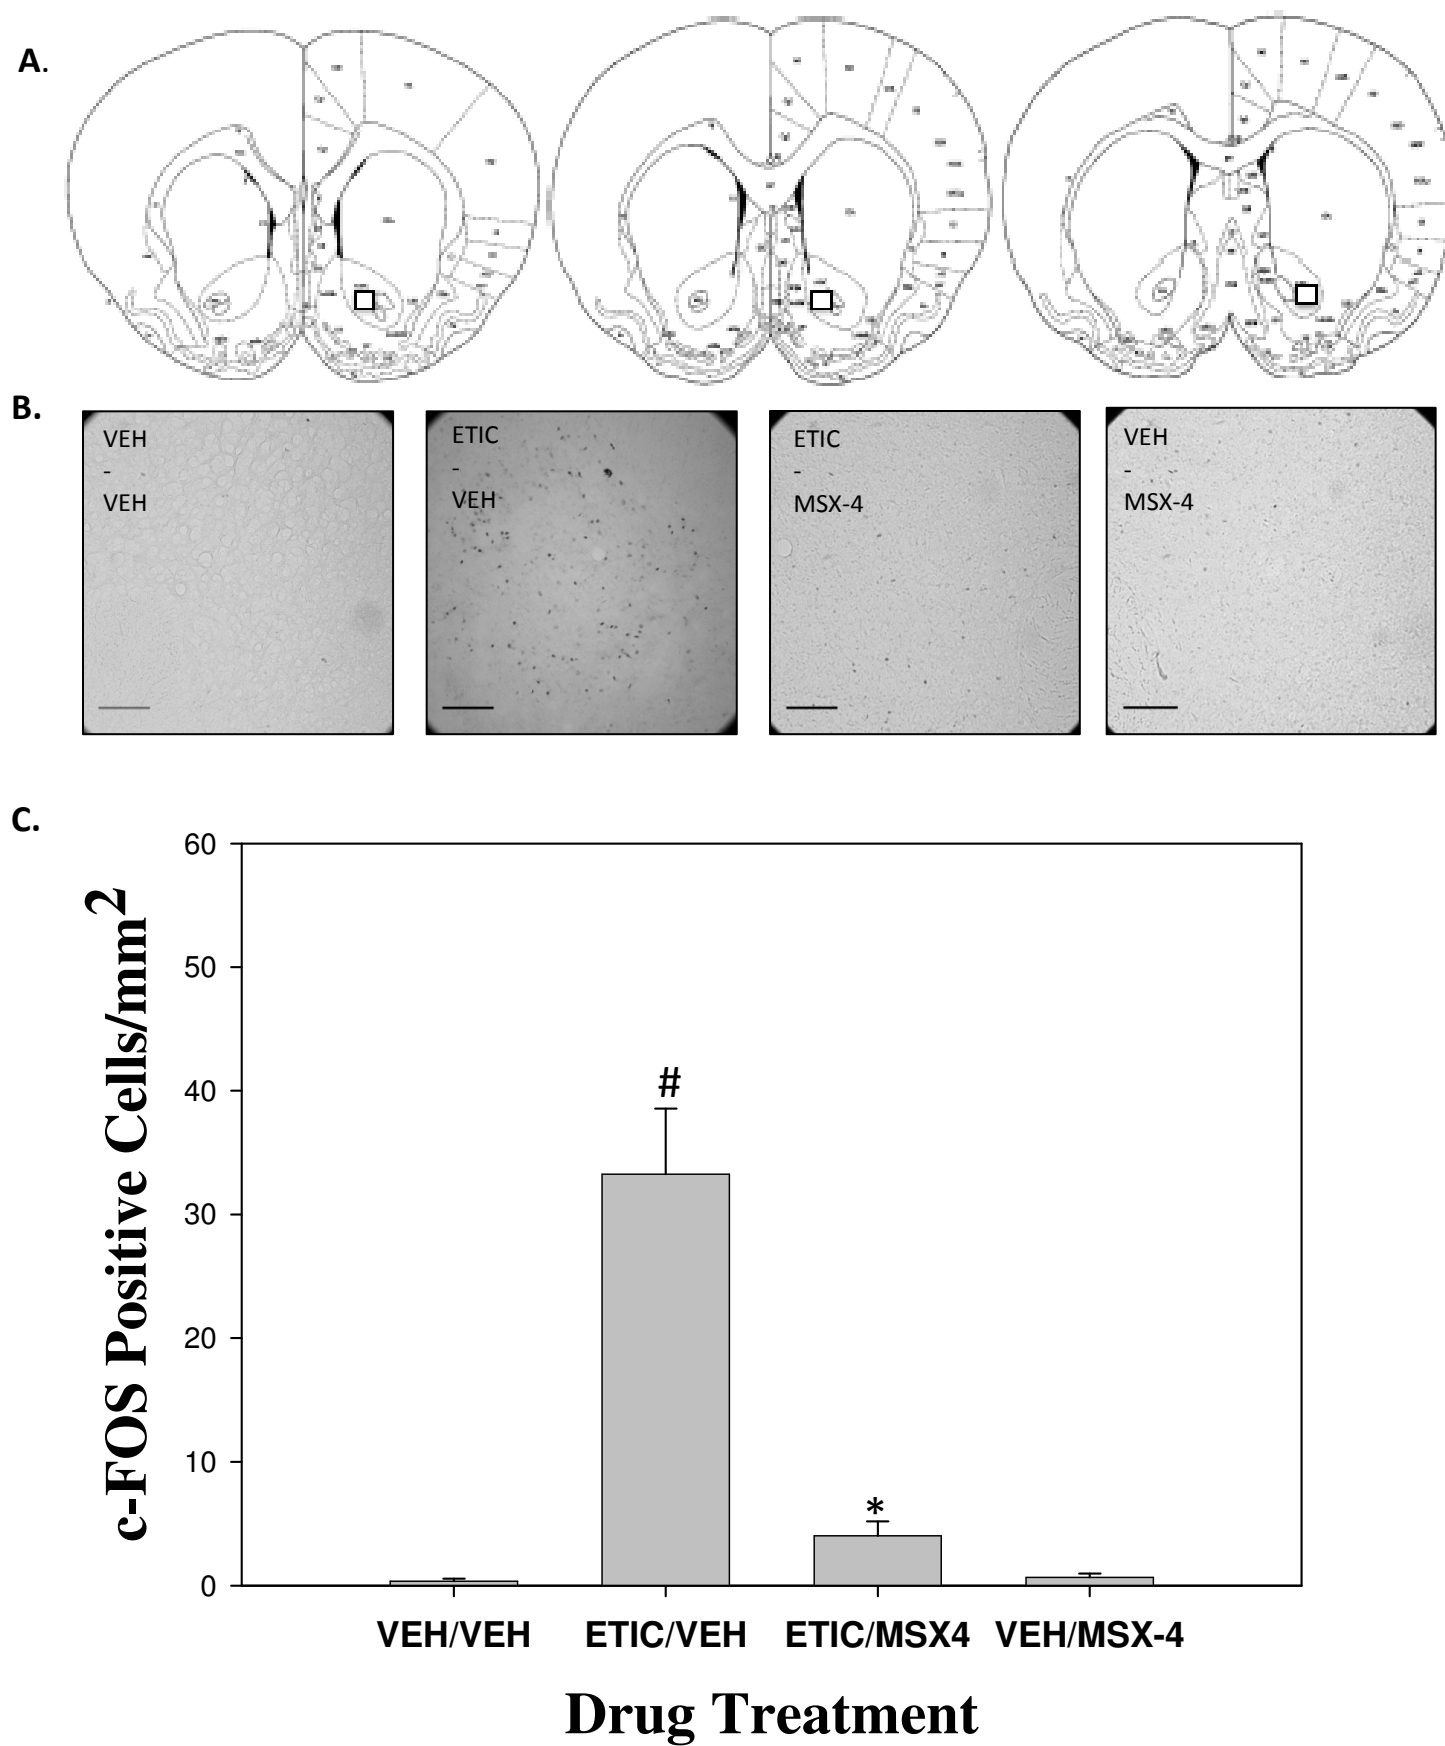 A.
B.
VEH
-
VEH
ETIC
-
VEH
ETIC
-
MSX-4
VEH
-
MSX-4
C.
c-FOS Positive Cells/mm2
60
50
40
30
20
10
0
#
*
VEH/VEH ETIC/VEH ETIC/MSX4 VEH/MSX-4
Drug Treatment